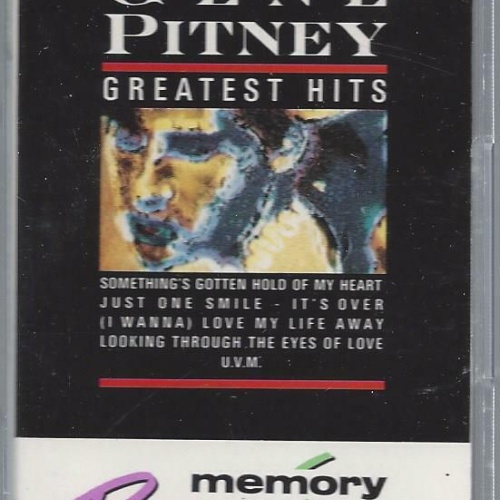 GENE
PITNEY
GREATEST HITS
SOMETHING'S GOTTEN HOLD OF MY HEART
JUST ONE SMILE - IT'S OVER
(I WANNA) LOVE MY LIFE AWAY
LOOKING THROUGH THE EYES OF LOVE
U.V.M.
memory